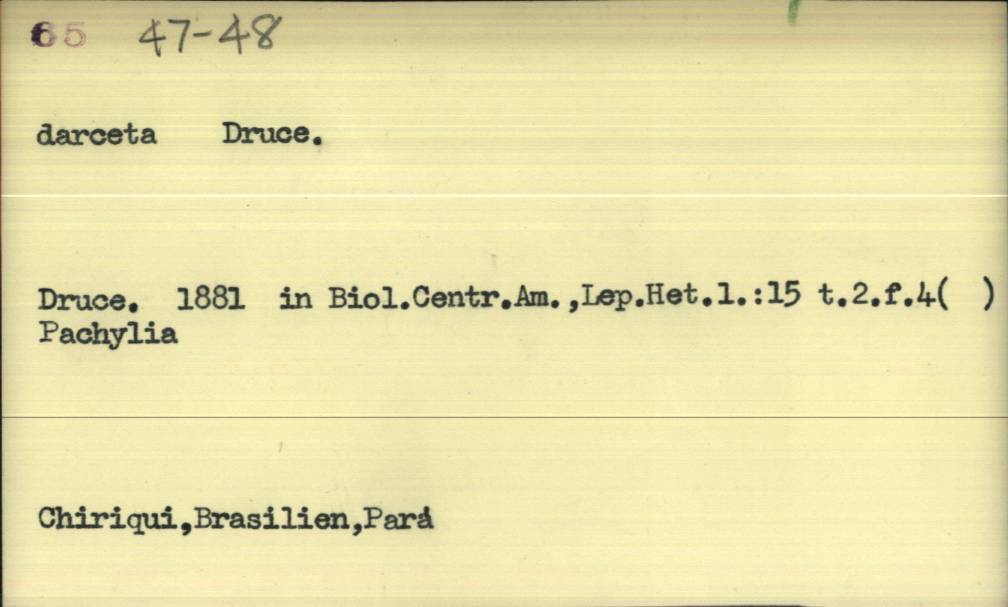 65 47-48
darceta Druce.
Druce. 1881 in Biol.Centr.Am.,Lep.Het.1.:15 t.2.f.4( )
Pachylia
Chiriqui,Brasilien,Pará